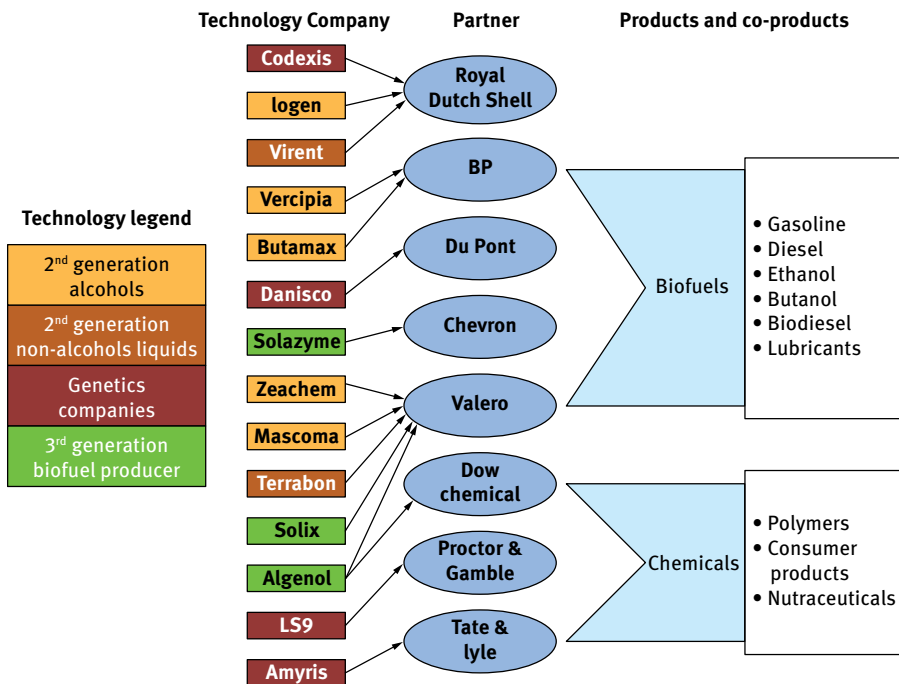 Technology Company
Partner
Products and co-products
Technology legend
2nd generation
alcohols
2nd generation
non-alcohols liquids
Genetics
companies
3rd generation
biofuel producer
Codexis
logen
Virent
Vercipia
Butamax
Danisco
Solazyme
Zeachem
Mascoma
Terrabon
Solix
Algenol
LS9
Amyris
Royal
Dutch Shell
BP
Du Pont
Chevron
Valero
Dow
chemical
Proctor &
Gamble
Tate &
lyle
Biofuels
Chemicals
• Gasoline
• Diesel
• Ethanol
• Butanol
• Biodiesel
• Lubricants
• Polymers
• Consumer
products
• Nutraceuticals